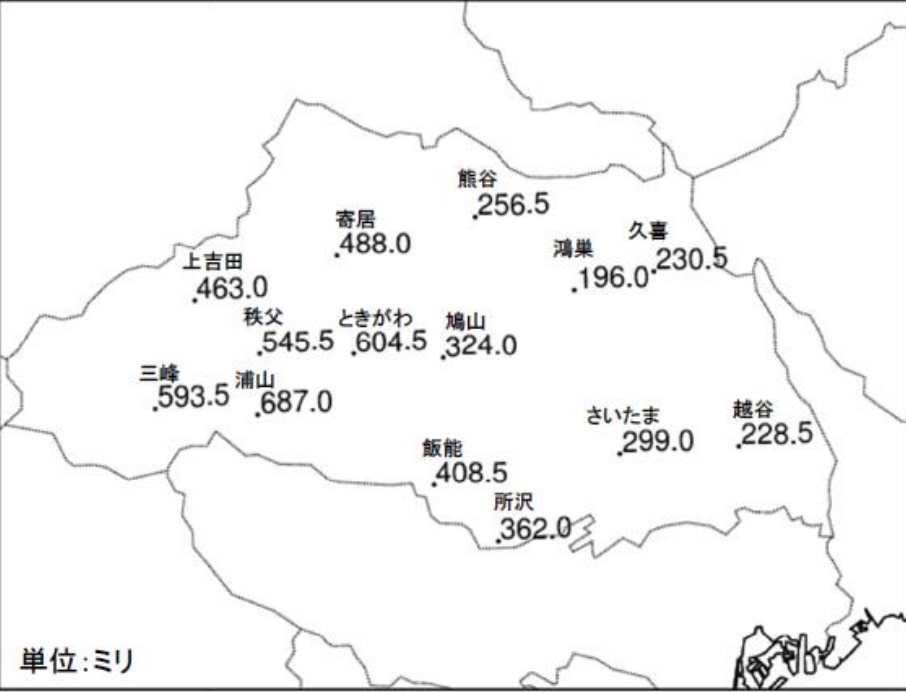 熊谷
256.5
寄居
488.0
久喜
230.5
鴻巣
196.0
上吉田
463.0
秩父
545.5
ときがわ
604.5
鳩山
324.0
三峰
593.5
浦山
687.0
さいたま
299.0
越谷
228.5
飯能
408.5
所沢
362.0
単位:ミリ